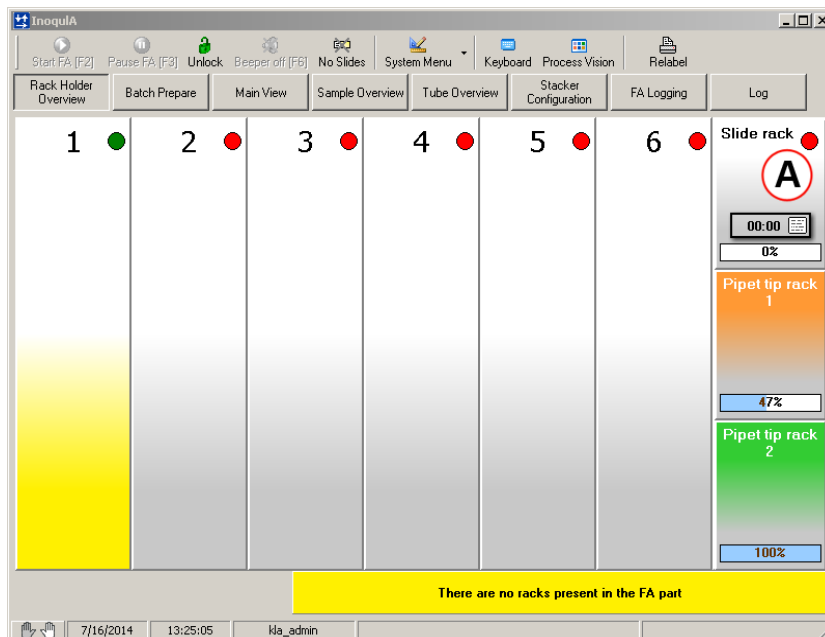 InoqulA
Start FA [F2] Pause FA [F3] Unlock Beeper off [F6] No Slides System Menu Keyboard Process Vision Relabel
Rack Holder
Overview
Batch Prepare
Main View
Sample Overview
Tube Overview
Stacker
Configuration
FA Logging
Log
1
2
3
4
5
6
Slide rack
A
00:00
0%
Pipet tip rack
1
47%
Pipet tip rack
2
100%
There are no racks present in the FA part
7/16/2014 13:25:05 kla_admin